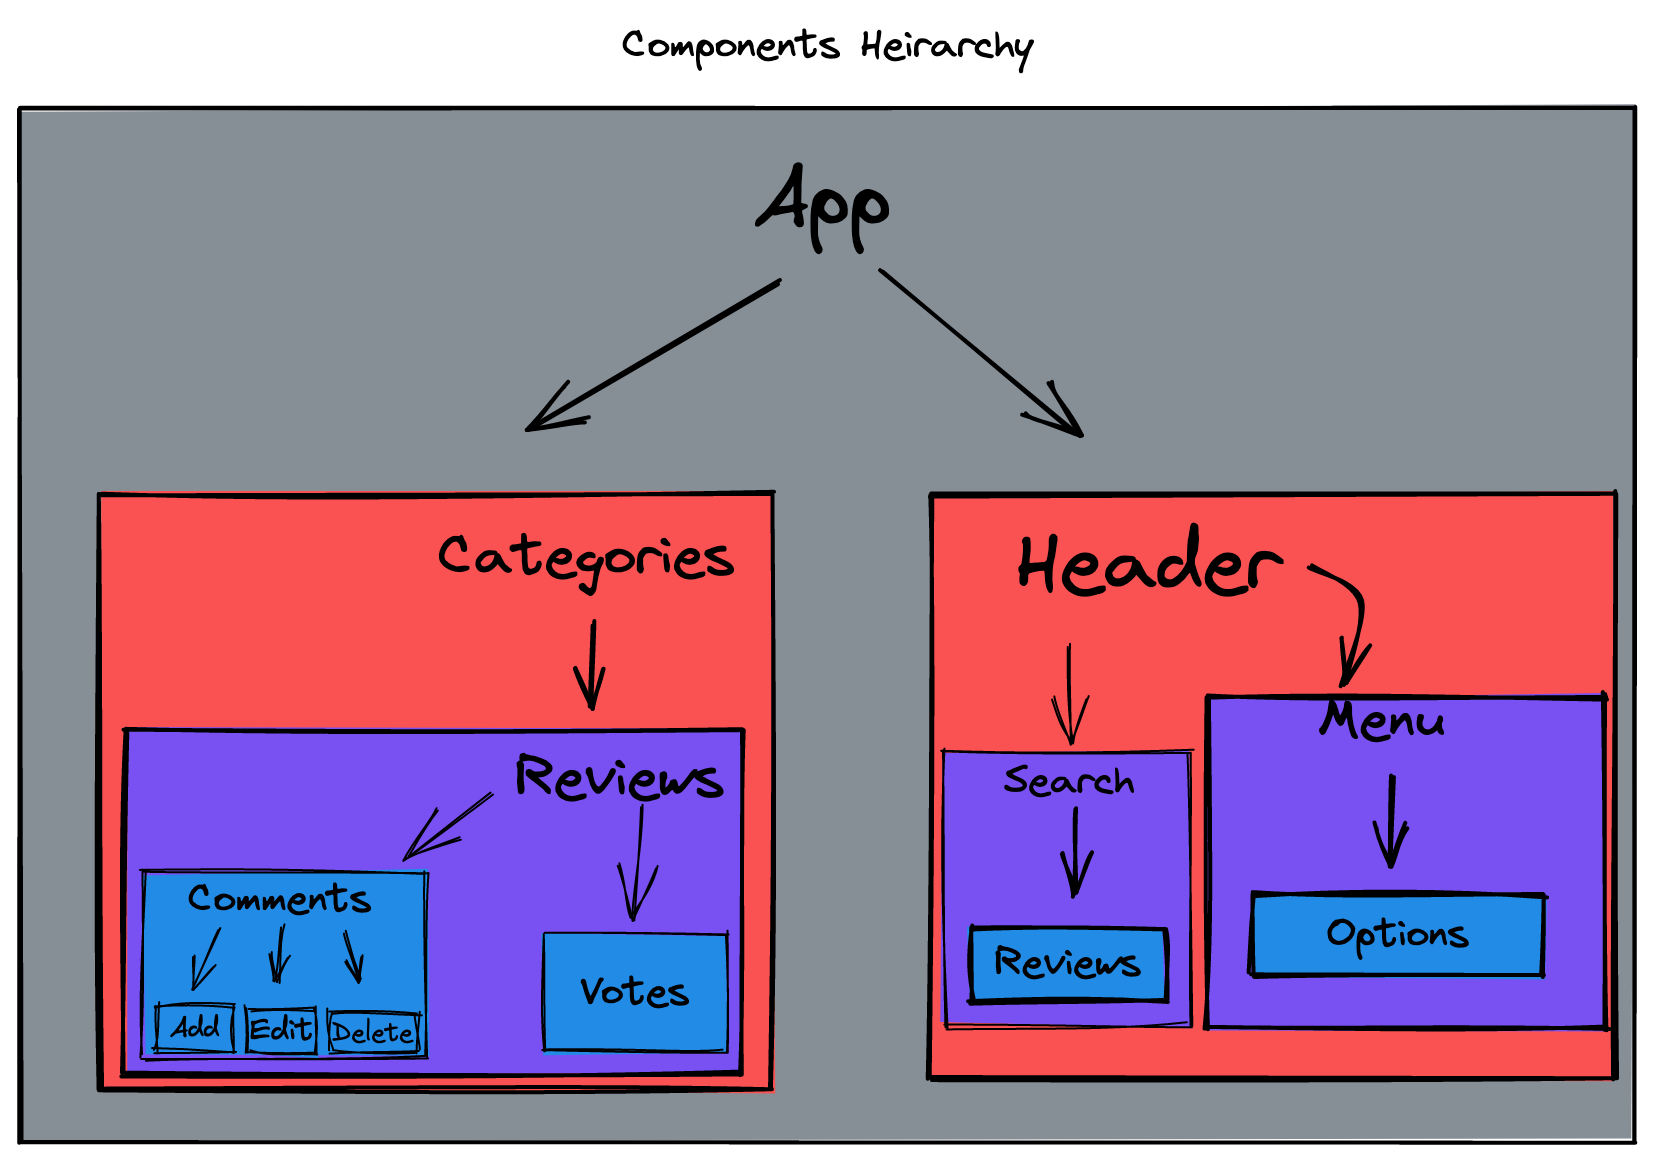 Components Heirarchy
App
Categories
Header
Reviews
Menu
Search
Comments
Options
Votes
Reviews
Add
Edit
Delete